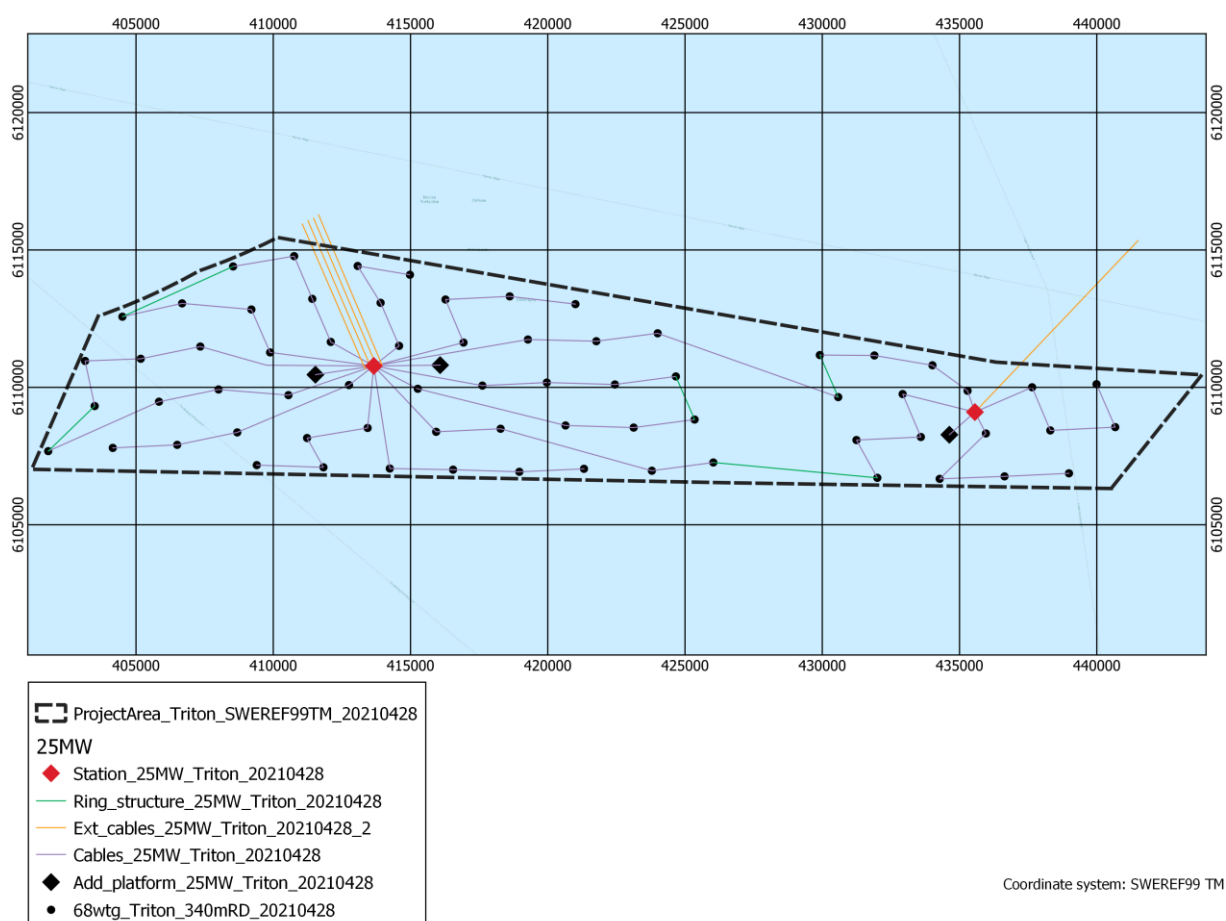 405000 410000 415000 420000 425000 430000 435000 440000
6120000 6120000
6115000 6115000
6110000 6110000
6105000 6105000
405000 410000 415000 420000 425000 430000 435000 440000
ProjectArea_Triton_SWEREF99TM_20210428
25MW
Station_25MW_Triton_20210428
Ring_structure_25MW_Triton_20210428
Ext_cables_25MW_Triton_20210428_2
Cables_25MW_Triton_20210428
Add_platform_25MW_Triton_20210428
68wtg_Triton_340mRD_20210428
Coordinate system: SWEREF99 TM